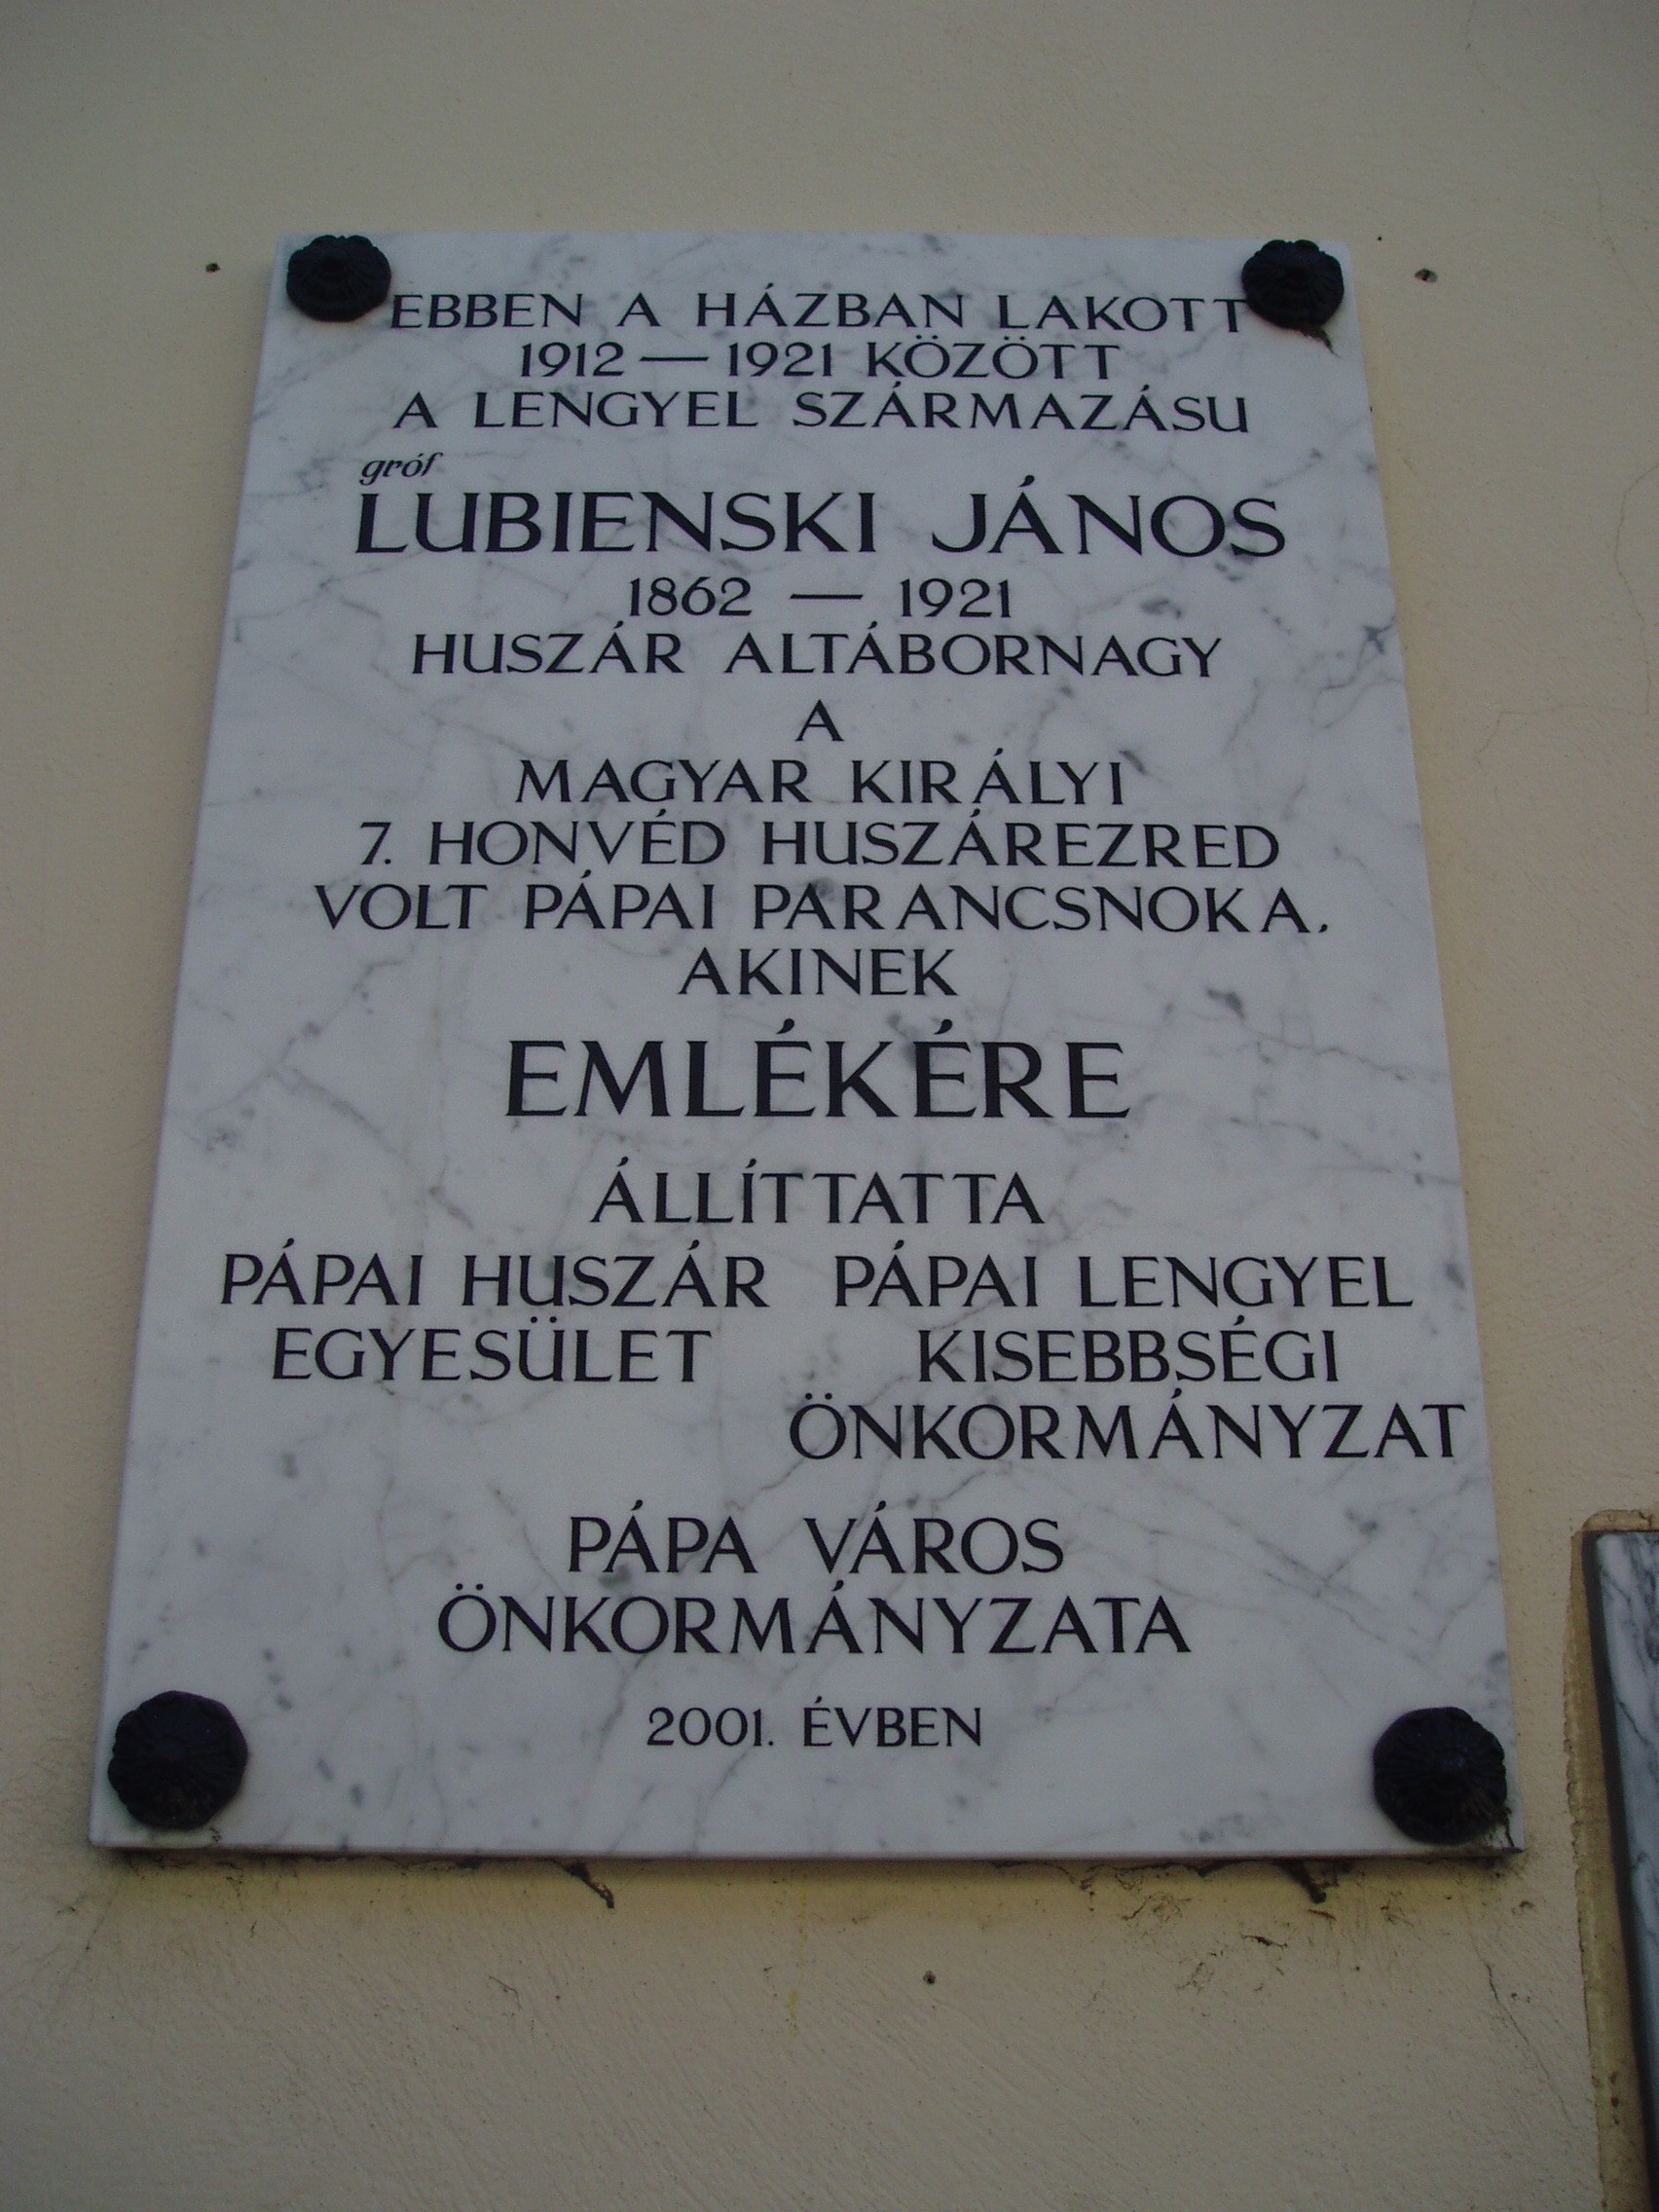 EBBEN A HÁZBAN LAKOTT
1912 — 1921 KÖZÖTT
A LENGYEL SZÁRMAZÁSU
gróf
LUBIENSKI JÁNOS
1862 — 1921
HUSZÁR ALTÁBORNAGY
A
MAGYAR KIRÁLYI
7. HONVÉD HUSZÁREZRED
VOLT PÁPAI PARANCSNOKA,
AKINEK
EMLÉKÉRE
ÁLLÍTTATTA
PÁPAI HUSZÁR PÁPAI LENGYEL
EGYESÜLET KISEBBSÉGI
ÖNKORMÁNYZAT
PÁPA VÁROS
ÖNKORMÁNYZATA
2001. ÉVBEN